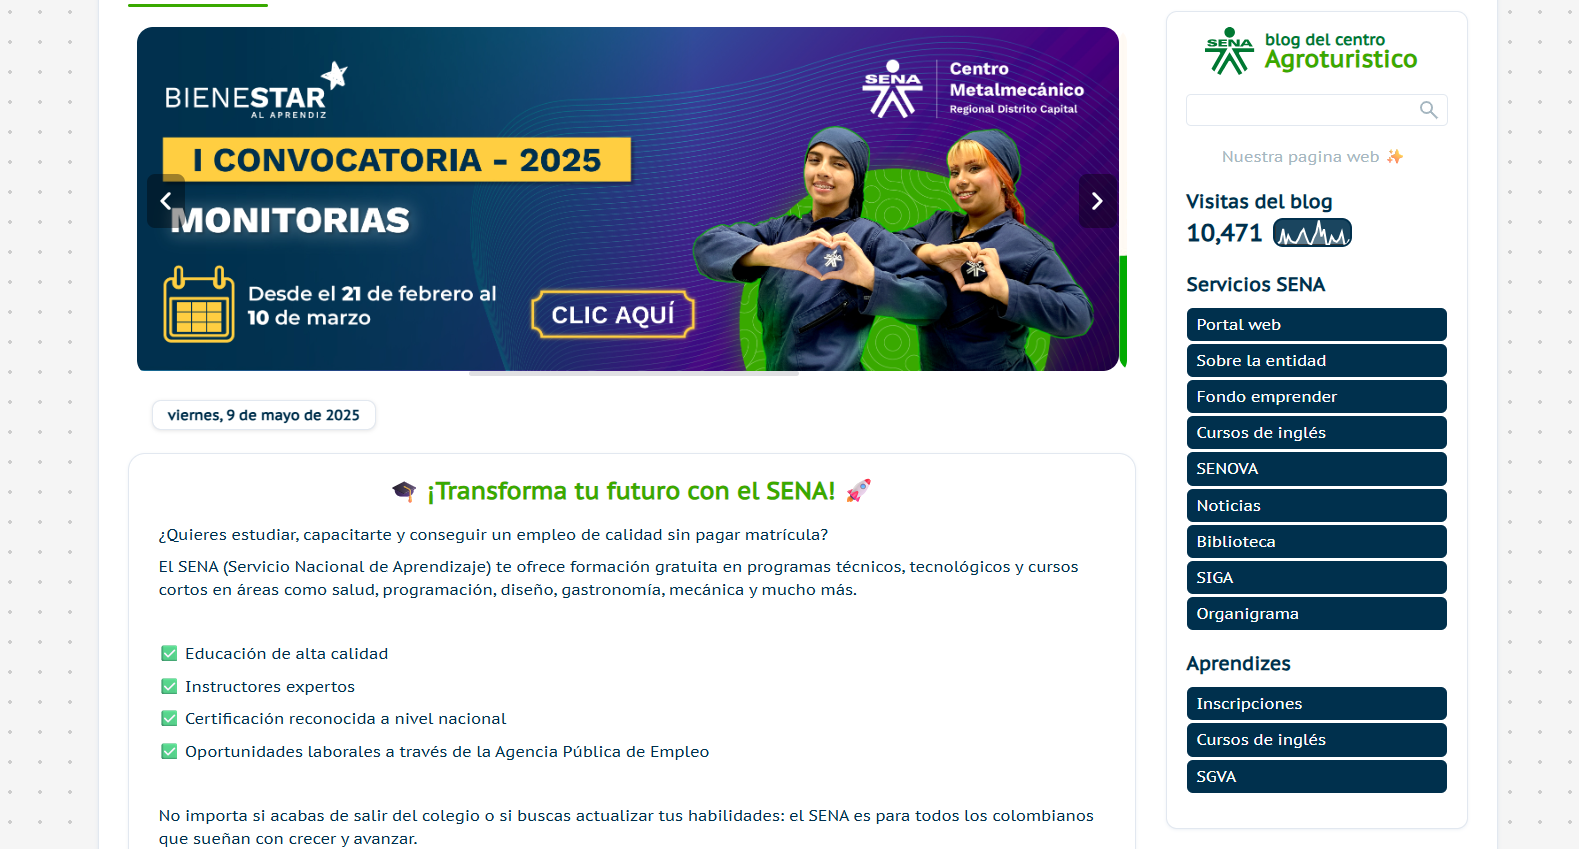 BIENESTAR
AL APRENDIZ
SENA
Centro
Metalmecánico
Regional Distrito Capital
I CONVOCATORIA - 2025
MONITORIAS
Desde el 21 de febrero al
10 de marzo
CLIC AQUÍ
viernes, 9 de mayo de 2025
🎓 ¡Transforma tu futuro con el SENA! 🚀
¿Quieres estudiar, capacitarte y conseguir un empleo de calidad sin pagar matrícula?
El SENA (Servicio Nacional de Aprendizaje) te ofrece formación gratuita en programas técnicos, tecnológicos y cursos
cortos en áreas como salud, programación, diseño, gastronomía, mecánica y mucho más.
✅ Educación de alta calidad
✅ Instructores expertos
✅ Certificación reconocida a nivel nacional
✅ Oportunidades laborales a través de la Agencia Pública de Empleo
No importa si acabas de salir del colegio o si buscas actualizar tus habilidades: el SENA es para todos los colombianos
que sueñan con crecer y avanzar.
SENA
blog del centro
Agroturistico
Nuestra pagina web ✨
Visitas del blog
10,471
Servicios SENA
Portal web
Sobre la entidad
Fondo emprender
Cursos de inglés
SENOVA
Noticias
Biblioteca
SIGA
Organigrama
Aprendizes
Inscripciones
Cursos de inglés
SGVA